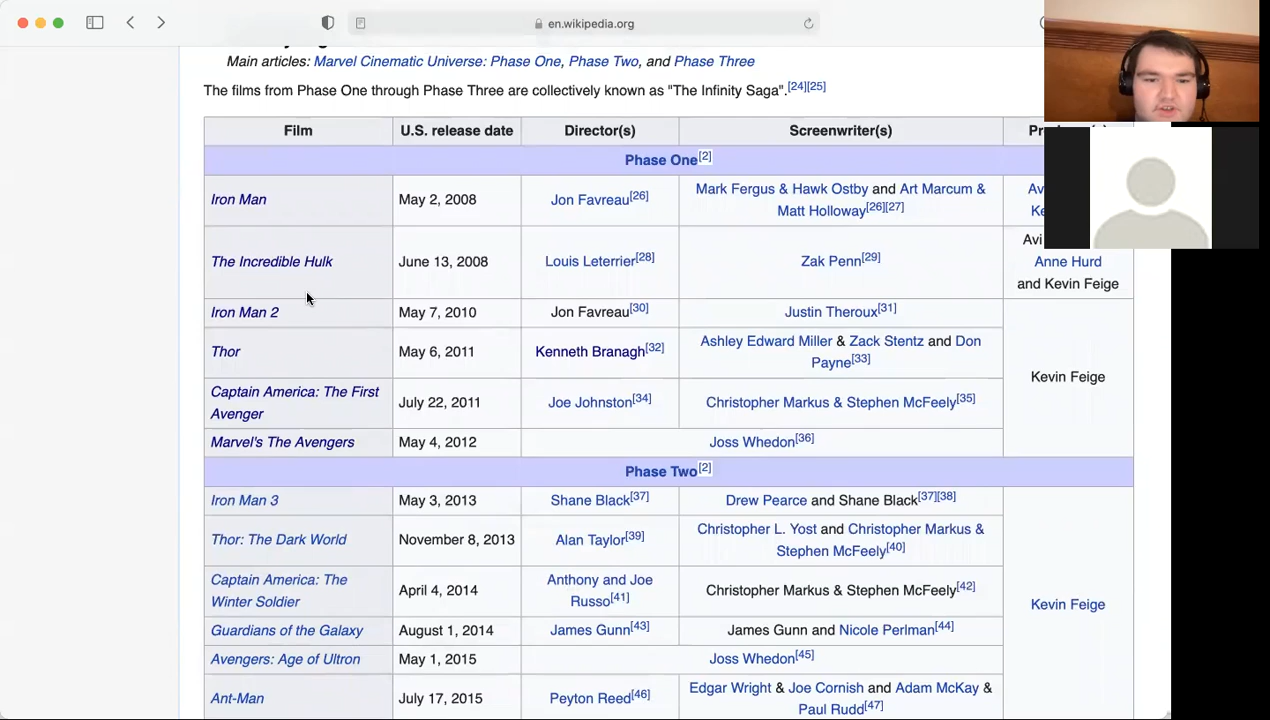 en.wikipedia.org
Main articles: Marvel Cinematic Universe: Phase One, Phase Two, and Phase Three
The films from Phase One through Phase Three are collectively known as "The Infinity Saga".[24][25]
Film U.S. release date Director(s) Screenwriter(s)
Phase One[2]
Iron Man May 2, 2008 Jon Favreau[26] Mark Fergus & Hawk Ostby and Art Marcum &
Matt Holloway[26][27]
The Incredible Hulk June 13, 2008 Louis Leterrier[28] Zak Penn[29] Avi
Anne Hurd
and Kevin Feige
Iron Man 2 May 7, 2010 Jon Favreau[30] Justin Theroux[31]
Thor May 6, 2011 Kenneth Branagh[32] Ashley Edward Miller & Zack Stentz and Don
Payne[33]
Kevin Feige
Captain America: The First
Avenger July 22, 2011 Joe Johnston[34] Christopher Markus & Stephen McFeely[35]
Marvel's The Avengers May 4, 2012 Joss Whedon[36]
Phase Two[2]
Iron Man 3 May 3, 2013 Shane Black[37] Drew Pearce and Shane Black[37][38]
Thor: The Dark World November 8, 2013 Alan Taylor[39] Christopher L. Yost and Christopher Markus &
Stephen McFeely[40]
Captain America: The
Winter Soldier April 4, 2014 Anthony and Joe
Russo[41] Christopher Markus & Stephen McFeely[42]
Kevin Feige
Guardians of the Galaxy August 1, 2014 James Gunn[43] James Gunn and Nicole Perlman[44]
Avengers: Age of Ultron May 1, 2015 Joss Whedon[45]
Ant-Man July 17, 2015 Peyton Reed[46] Edgar Wright & Joe Cornish and Adam McKay &
Paul Rudd[47]